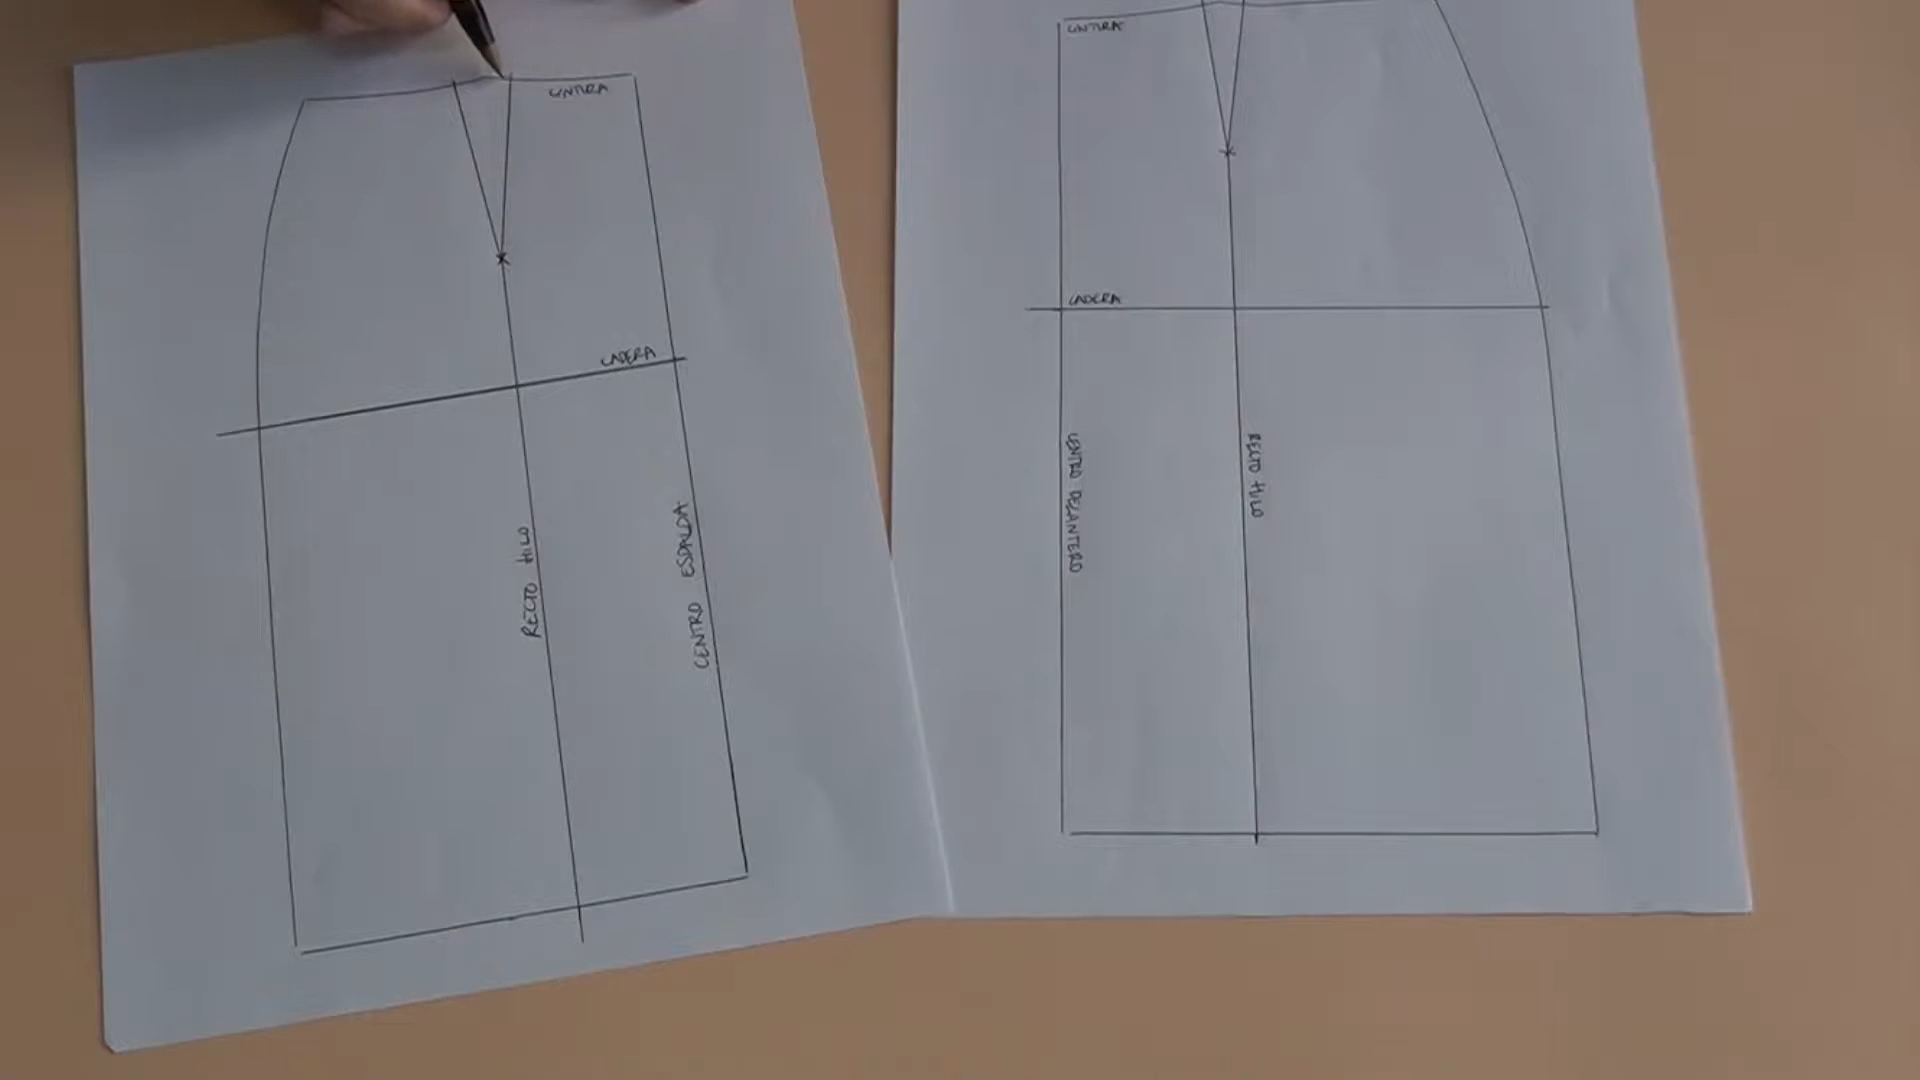 CINTURA
CADERA
RECTO HILO
CENTRO ESPALDA
CINTURA
CADERA
CENTRO DELANTERO
RECTO HILO